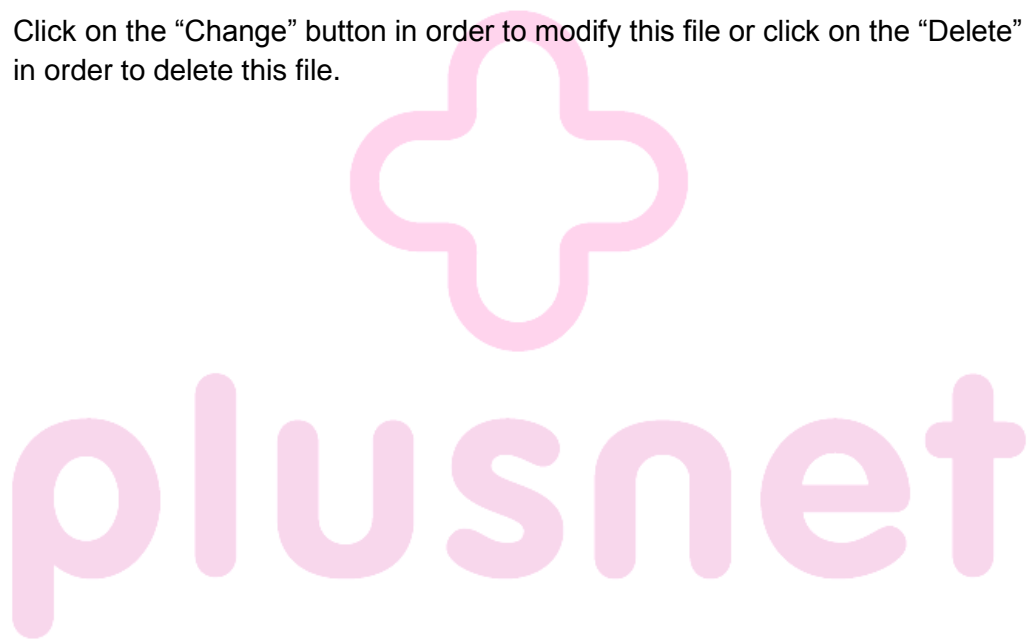 Click on the “Change” button in order to modify this file or click on the “Delete”
in order to delete this file.
plusnet